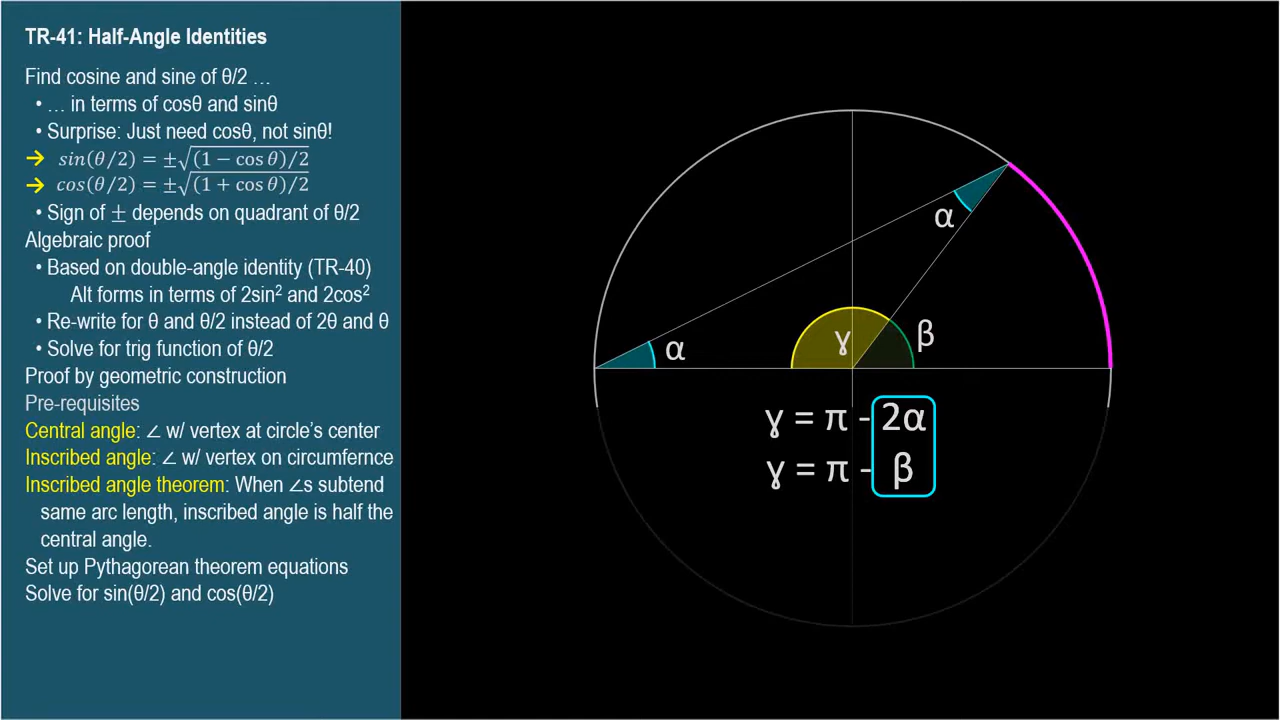 TR-41: Half-Angle Identities
Find cosine and sine of θ/2 …
• … in terms of cosθ and sinθ
• Surprise: Just need cosθ, not sinθ!
→ sin(θ/2) = ±√(1 − cos θ)/2
→ cos(θ/2) = ±√(1 + cos θ)/2
• Sign of ± depends on quadrant of θ/2
Algebraic proof
• Based on double-angle identity (TR-40)
Alt forms in terms of 2sin² and 2cos²
• Re-write for θ and θ/2 instead of 2θ and θ
• Solve for trig function of θ/2
Proof by geometric construction
Pre-requisites
Central angle: ∠ w/ vertex at circle’s center
Inscribed angle: ∠ w/ vertex on circumfernce
Inscribed angle theorem: When ∠s subtend
same arc length, inscribed angle is half the
central angle.
Set up Pythagorean theorem equations
Solve for sin(θ/2) and cos(θ/2)
α
α
γ
β
γ = π - 2α
γ = π - β